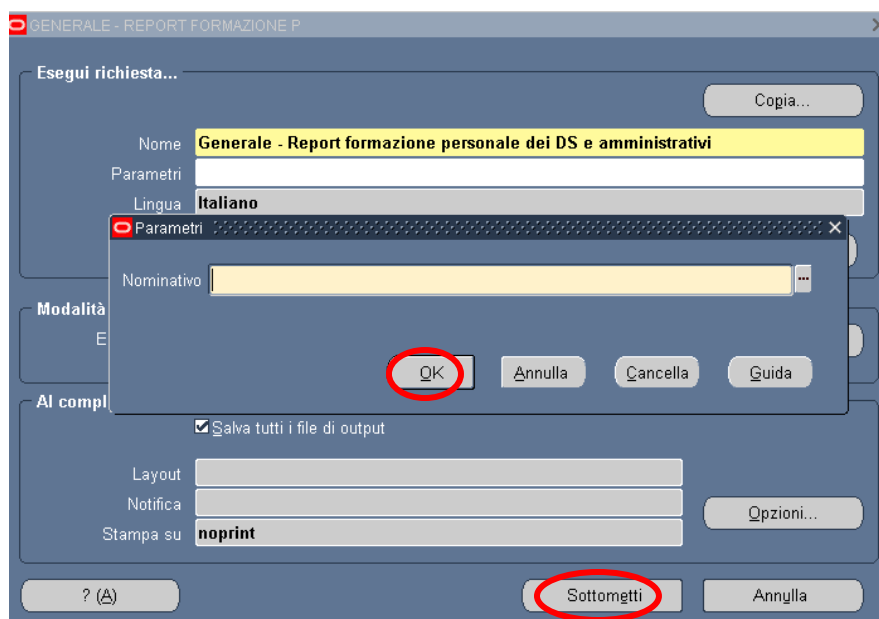 GENERALE - REPORT FORMAZIONE P
Esegui richiesta...
Copia...
Nome Generale - Report formazione personale dei DS e amministrativi
Parametri
Lingua Italiano
Parametri
Nominativo ...
Modalità
E
OK Annulla Cancella Guida
Al compl
Salva tutti i file di output
Layout
Notifica
Opzioni...
Stampa su noprint
? (A) Sottometti Annulla